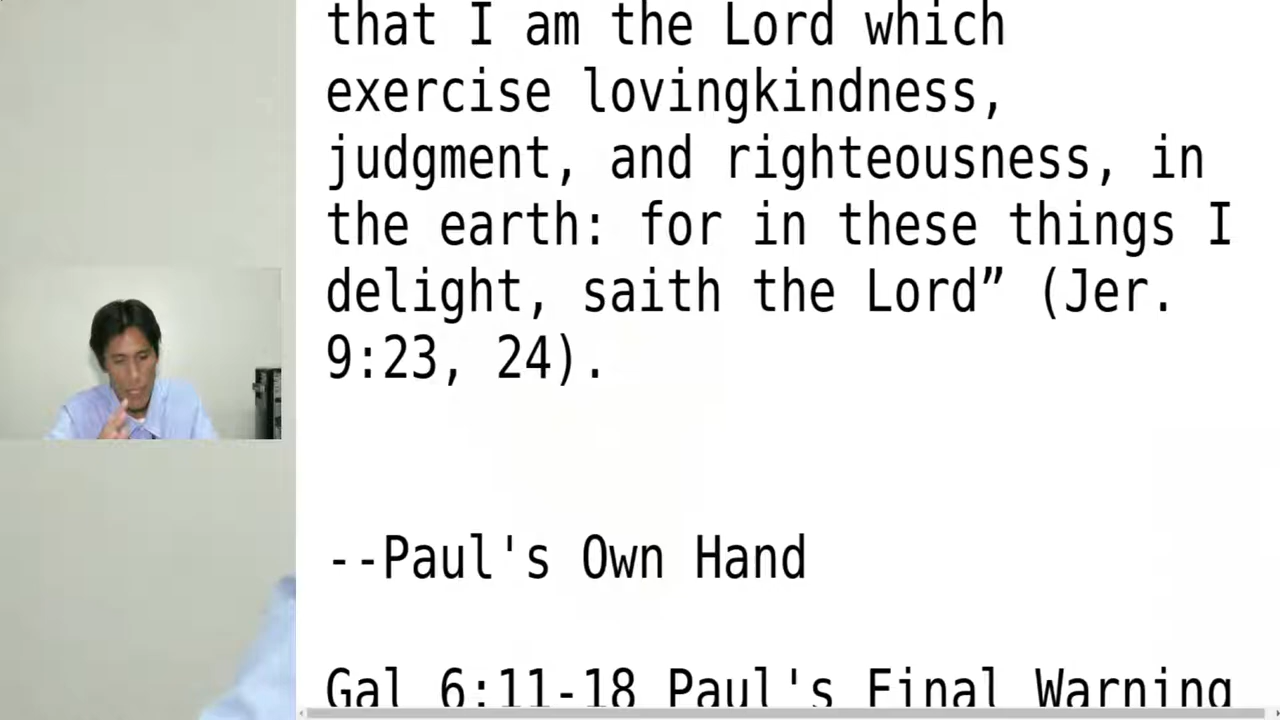 that I am the Lord which
exercise lovingkindness,
judgment, and righteousness, in
the earth: for in these things I
delight, saith the Lord” (Jer.
9:23, 24).
--Paul's Own Hand
Gal 6:11-18 Paul's Final Warning